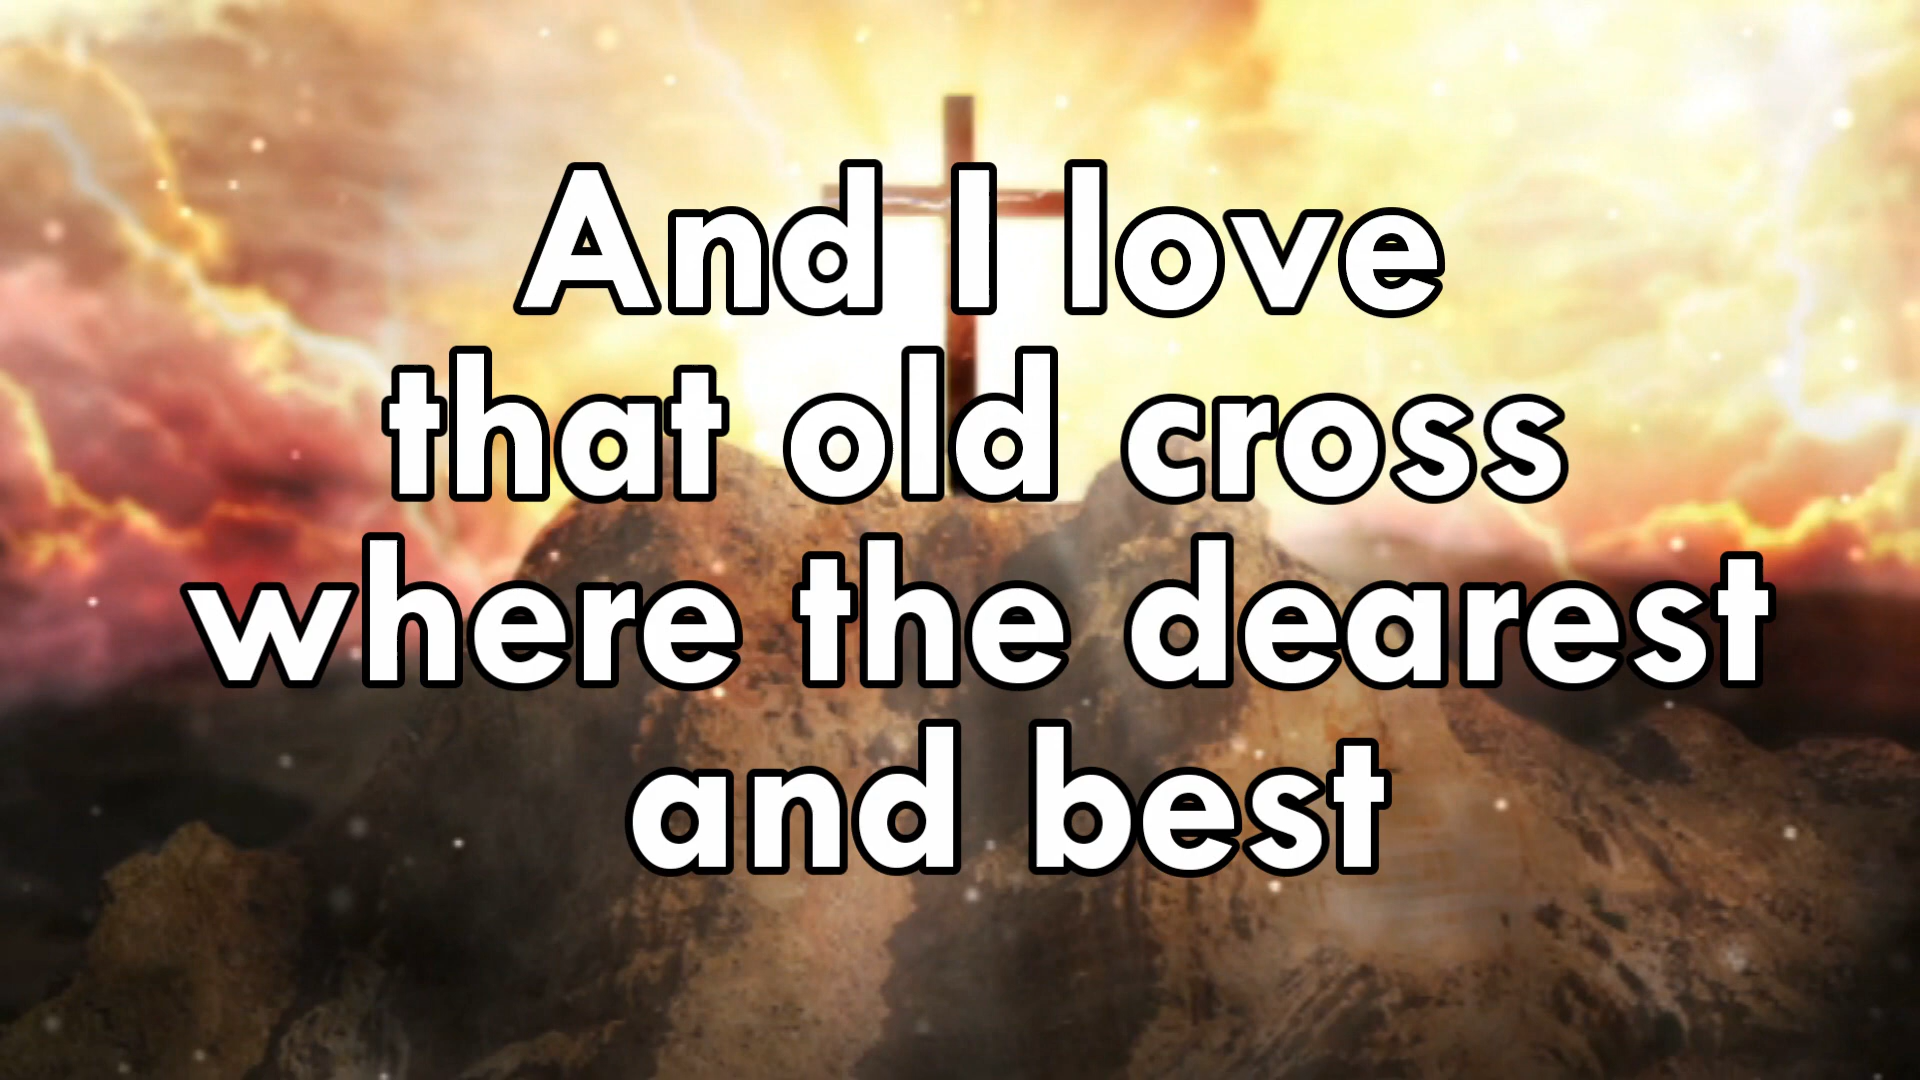 And I love
that old cross
where the dearest
and best